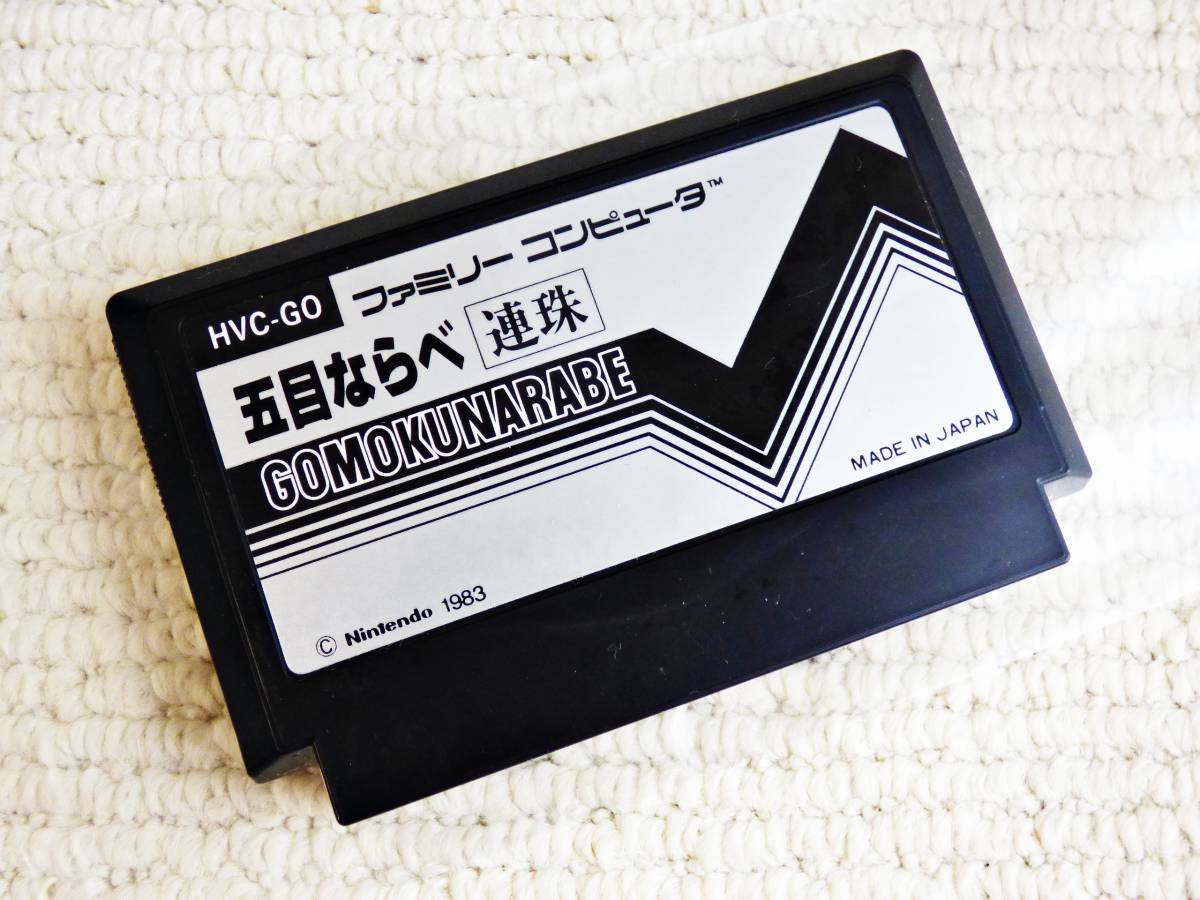 HVC-GO
ファミリー コンピュータ™
五目ならべ 連珠
GOMOKUNARABE
MADE IN JAPAN
© Nintendo 1983